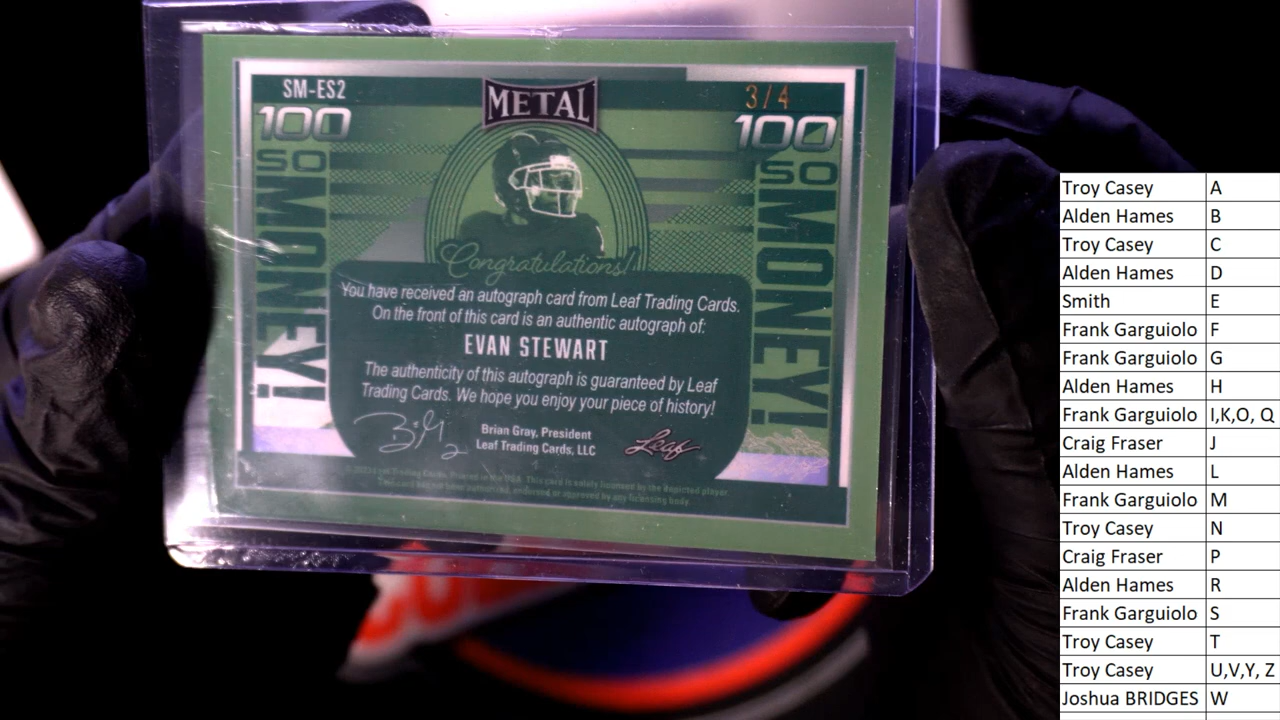 SM-ES2
METAL
3/4
100
100
SO
SO
MONEY!
MONEY!
Congratulations!
You have received an autograph card from Leaf Trading Cards.
On the front of this card is an authentic autograph of:
EVAN STEWART
The authenticity of this autograph is guaranteed by Leaf
Trading Cards. We hope you enjoy your piece of history!
Brian Gray, President
Leaf Trading Cards, LLC
Leaf
Troy Casey A
Alden Hames B
Troy Casey C
Alden Hames D
Smith E
Frank Garguiolo F
Frank Garguiolo G
Alden Hames H
Frank Garguiolo I,K,O, Q
Craig Fraser J
Alden Hames L
Frank Garguiolo M
Troy Casey N
Craig Fraser P
Alden Hames R
Frank Garguiolo S
Troy Casey T
Troy Casey U,V,Y, Z
Joshua BRIDGES W